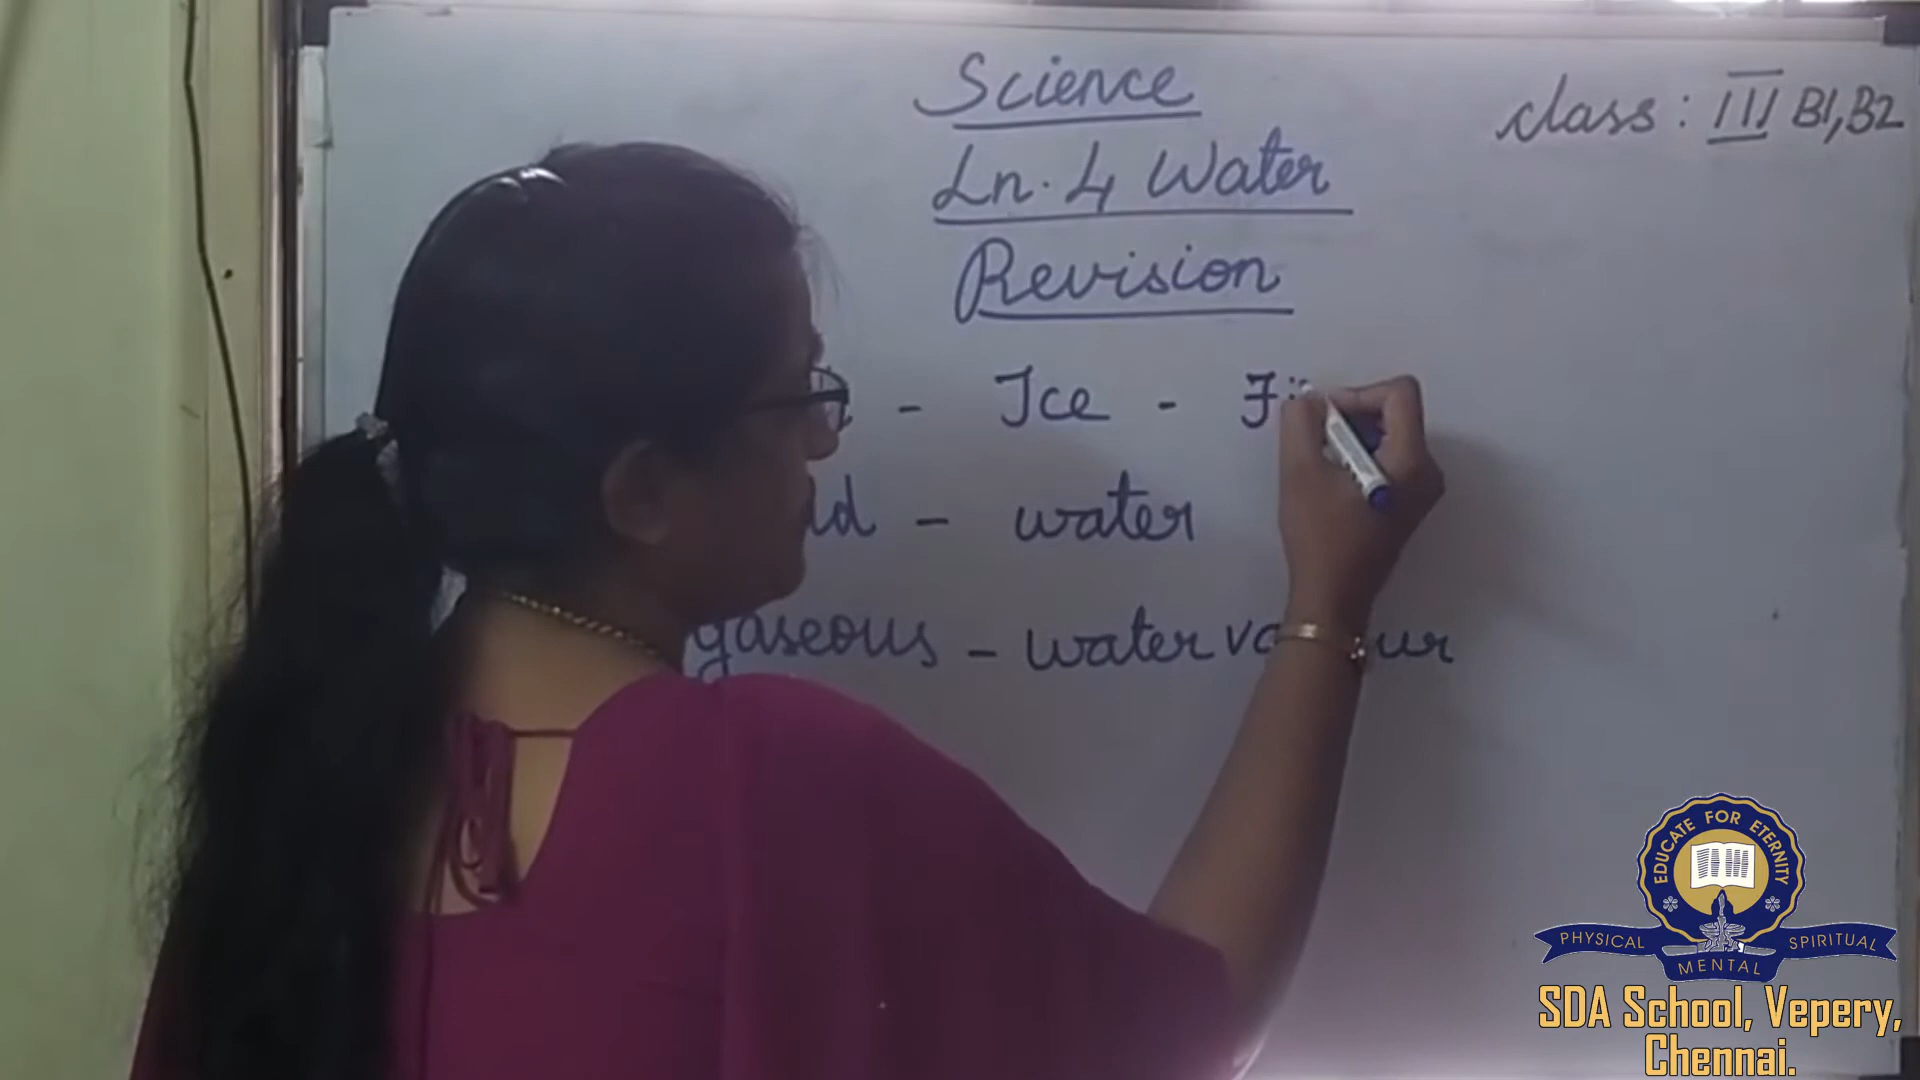 Science
class : III B1, B2
Ln. 4 Water
Revision
- Ice -
- water
gaseous - water
EDUCATE FOR ETERNITY
PHYSICAL MENTAL SPIRITUAL
SDA School, Vepery,
Chennai.